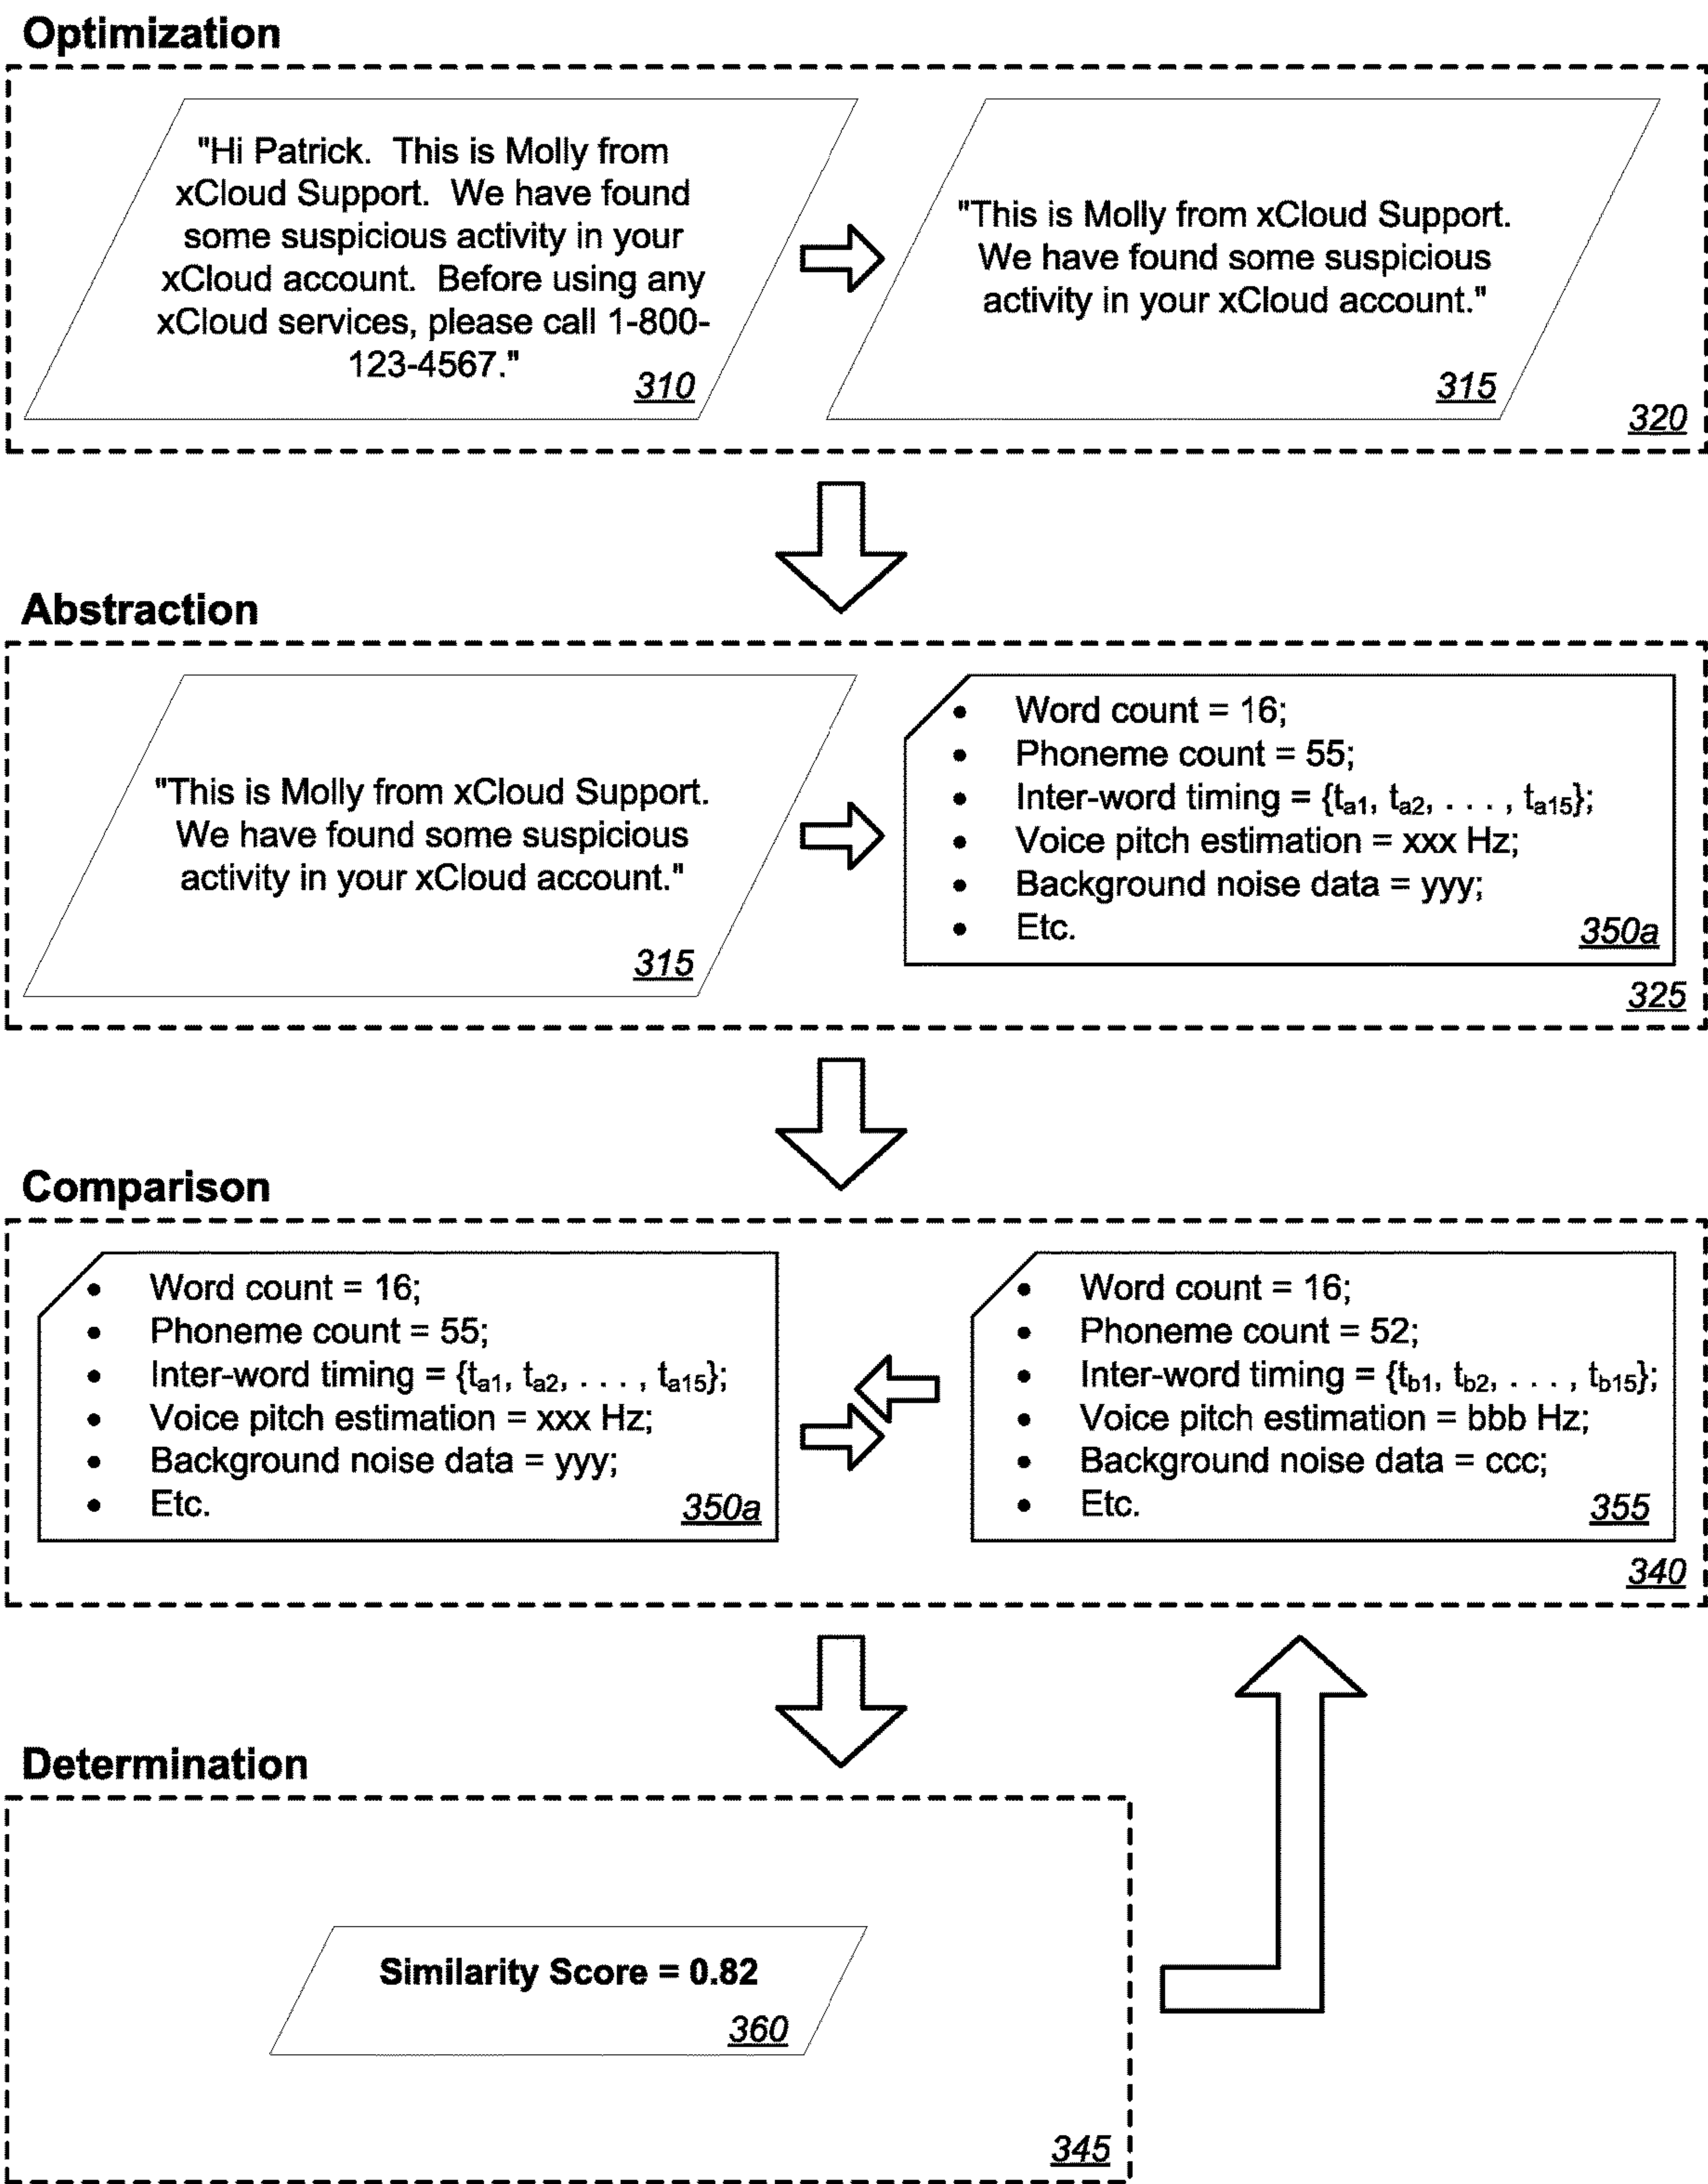 Optimization
"Hi Patrick.  This is Molly from
xCloud Support.  We have found
some suspicious activity in your
xCloud account.  Before using any
xCloud services, please call 1-800-
123-4567."
310
"This is Molly from xCloud Support.
We have found some suspicious
activity in your xCloud account."
315
320
Abstraction
"This is Molly from xCloud Support.
We have found some suspicious
activity in your xCloud account."
315
• Word count = 16;
• Phoneme count = 55;
• Inter-word timing = {ta1, ta2, . . . , ta15};
• Voice pitch estimation = xxx Hz;
• Background noise data = yyy;
• Etc.
350a
325
Comparison
• Word count = 16;
• Phoneme count = 55;
• Inter-word timing = {ta1, ta2, . . . , ta15};
• Voice pitch estimation = xxx Hz;
• Background noise data = yyy;
• Etc.
350a
• Word count = 16;
• Phoneme count = 52;
• Inter-word timing = {tb1, tb2, . . . , tb15};
• Voice pitch estimation = bbb Hz;
• Background noise data = ccc;
• Etc.
355
340
Determination
Similarity Score = 0.82
360
345